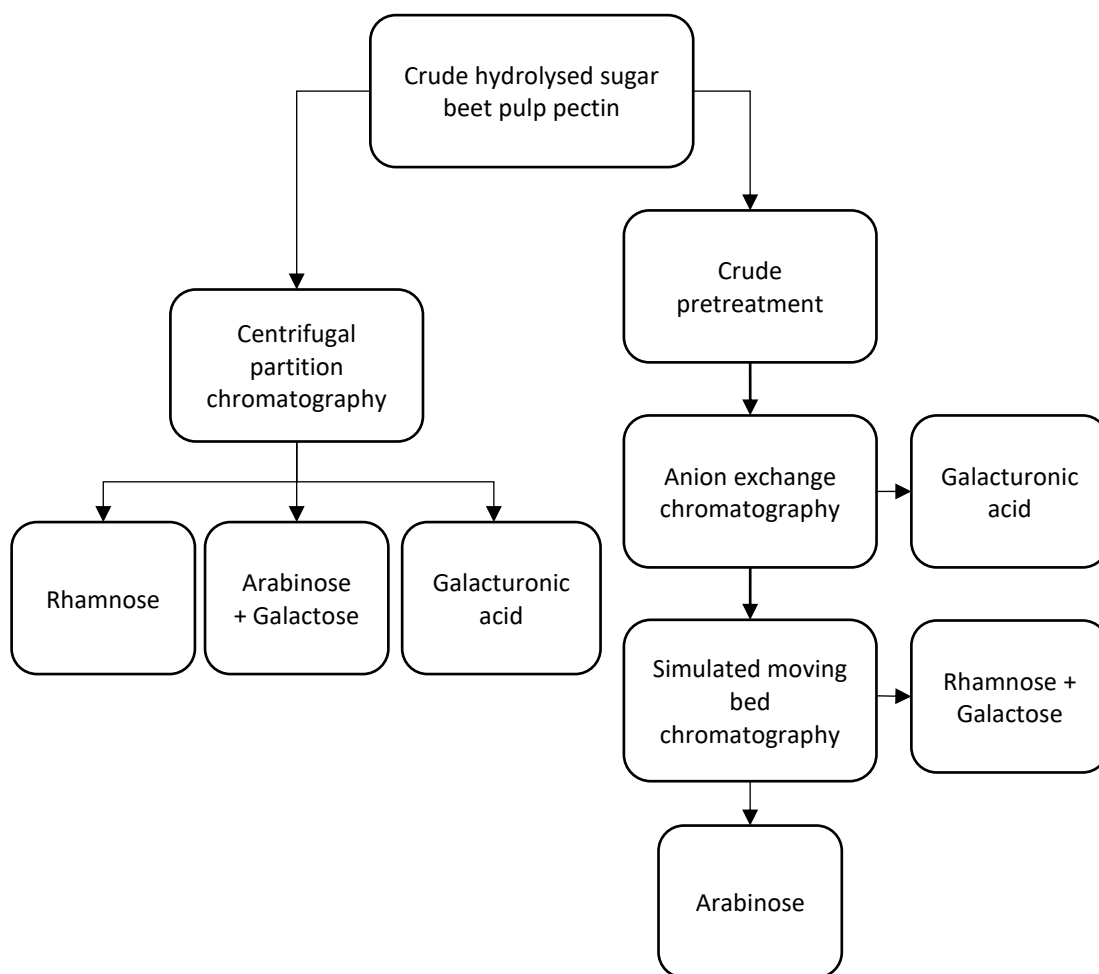 Crude hydrolysed sugar
beet pulp pectin
Crude
pretreatment
Centrifugal
partition
chromatography
Anion exchange
chromatography
Galacturonic
acid
Rhamnose
Arabinose
+ Galactose
Galacturonic
acid
Simulated moving
bed
chromatography
Rhamnose +
Galactose
Arabinose